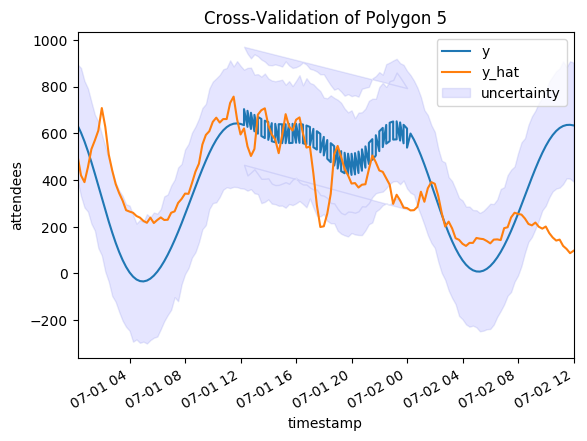 Cross-Validation of Polygon 5
1000
800
600
400
200
0
−200
attendees
y
y_hat
uncertainty
07-01 04
07-01 08
07-01 12
07-01 16
07-01 20
07-02 00
07-02 04
07-02 08
07-02 12
timestamp